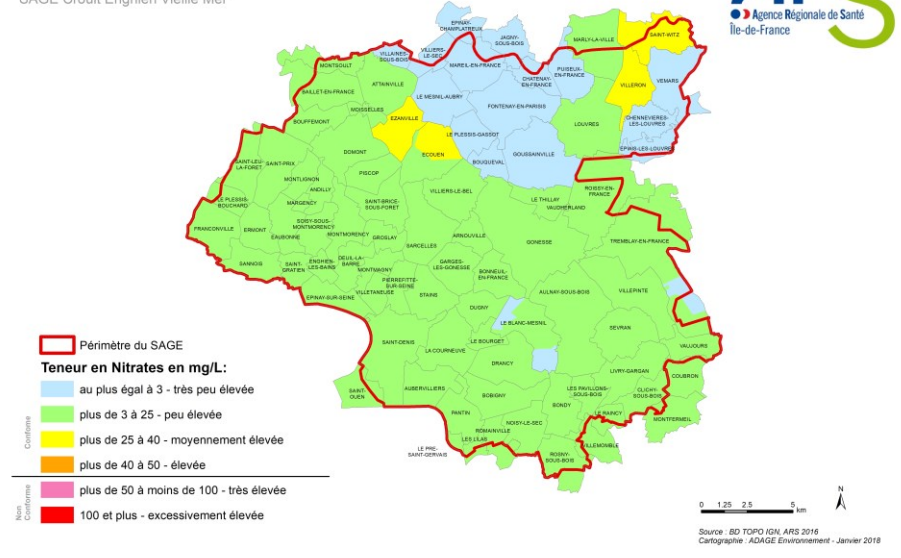 SAGE Croult Enghien Vieille Mer
Agence Régionale de Santé
Île-de-France
EPINAY-
CHAMPLATREUX
JAGNY-
SOUS-BOIS
MARLY-LA-VILLE
SAINT-WITZ
VILLAINES-
SOUS-BOIS
VILLIERS-
LE-SEC
MAREIL-EN-FRANCE
CHATENAY-
EN-FRANCE
PUISEUX-
EN-FRANCE
VILLERON
VEMARS
MONTSOULT
ATTAINVILLE
BAILLET-EN-FRANCE
LE MESNIL-AUBRY
FONTENAY-EN-PARISIS
MOISSELLES
EZANVILLE
BOUFFEMONT
LOUVRES
CHENNEVIERES-
LES-LOUVRES
LE PLESSIS-GASSOT
EPIAIS-LES-LOUVRES
DOMONT
ECOUEN
BOUQUEVAL
GOUSSAINVILLE
SAINT-LEU-
LA-FORET
SAINT-PRIX
PISCOP
MONTLIGNON
ANDILLY
VILLIERS-LE-BEL
ROISSY-EN-
FRANCE
LE PLESSIS-
BOUCHARD
MARGENCY
SAINT-BRICE-
SOUS-FORET
LE THILLAY
VAUDHERLAND
FRANCONVILLE
ERMONT
SOISY-SOUS-
MONTMORENCY
EAUBONNE
MONTMORENCY
GROSLAY
SARCELLES
ARNOUVILLE
GONESSE
TREMBLAY-EN-FRANCE
SANNOIS
SAINT-
GRATIEN
ENGHIEN-
LES-BAINS
DEUIL-LA-
BARRE
MONTMAGNY
GARGES-
LES-GONESSE
BONNEUIL-
EN-FRANCE
PIERREFITTE-
SUR-SEINE
EPINAY-SUR-SEINE
VILLETANEUSE
STAINS
AULNAY-SOUS-BOIS
VILLEPINTE
DUGNY
LE BLANC-MESNIL
SEVRAN
SAINT-DENIS
LA COURNEUVE
LE BOURGET
VAUJOURS
DRANCY
LIVRY-GARGAN
COUBRON
SAINT-
OUEN
AUBERVILLIERS
BOBIGNY
LES PAVILLONS-
SOUS-BOIS
CLICHY-
SOUS-BOIS
BONDY
PANTIN
LE RAINCY
MONTFERMEIL
NOISY-LE-SEC
ROMAINVILLE
LES LILAS
VILLEMOMBLE
LE PRE-
SAINT-GERVAIS
ROSNY-
SOUS-BOIS
Périmètre du SAGE
Teneur en Nitrates en mg/L:
Conforme
au plus égal à 3 - très peu élevée
plus de 3 à 25 - peu élevée
plus de 25 à 40 - moyennement élevée
plus de 40 à 50 - élevée
Non
Conforme
plus de 50 à moins de 100 - très élevée
100 et plus - excessivement élevée
0 1.25 2.5 5
km
N
Source : BD TOPO IGN, ARS 2016
Cartographie : ADAGE Environnement - Janvier 2018